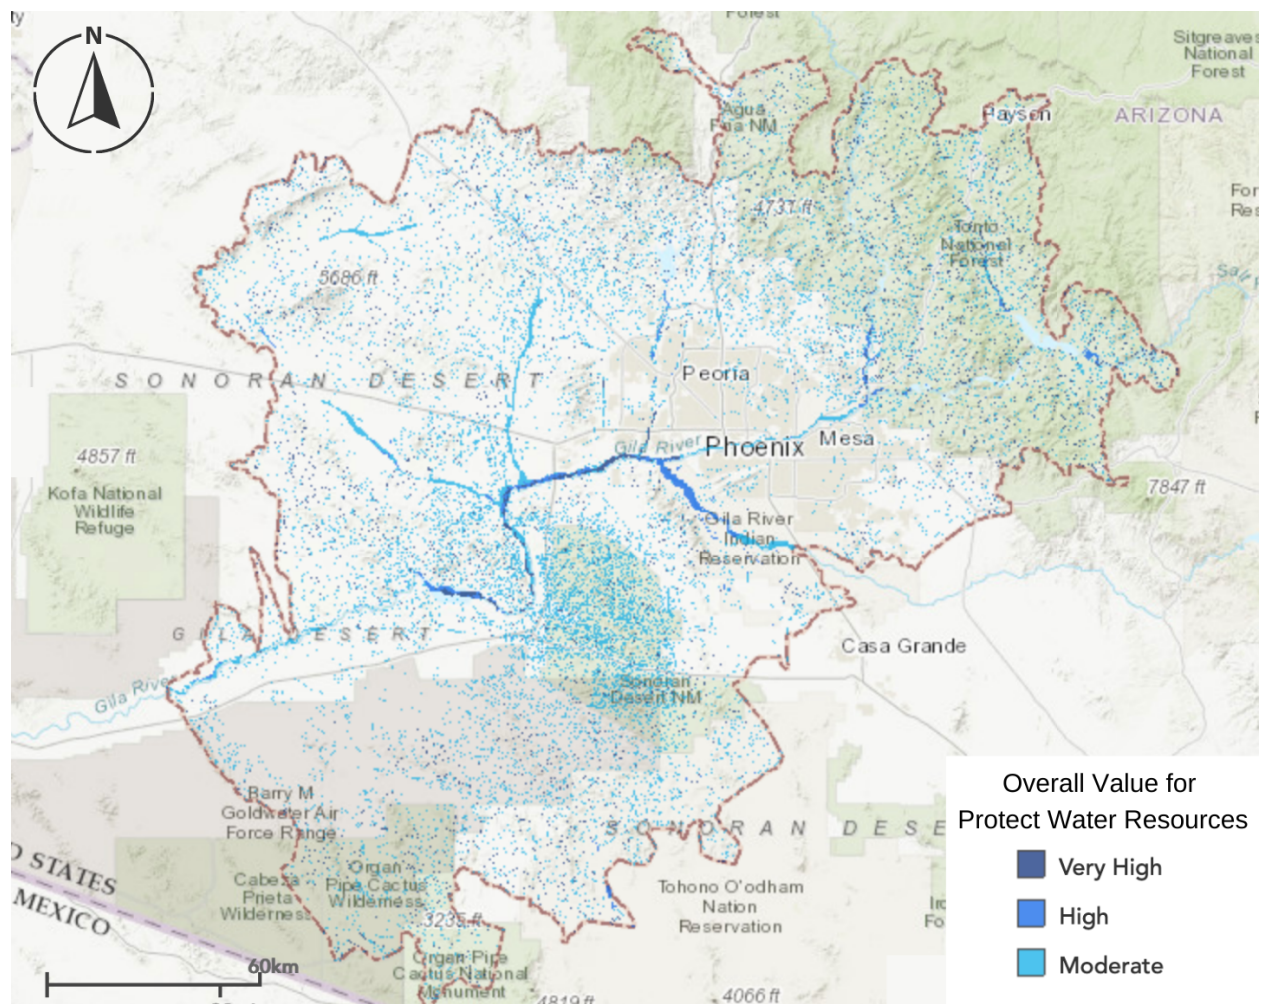 N
Forest
Sitgreaves
National
Forest
Agua
Fria NM
Payson
ARIZONA
4737 ft
Tonto
National
Forest
5686 ft
SONORAN DESERT
Peoria
Gila River
Phoenix
Mesa
4857 ft
Kofa National
Wildlife
Refuge
7847 ft
Gila River
Indian
Reservation
GILA DESERT
Casa Grande
Gila River
Sonoran
Desert NM
Barry M
Goldwater Air
Force Range
SONORAN DESE
STATES
MEXICO
Organ
Pipe Cactus
Wilderness
Cabeza
Prieta
Wilderness
3235 ft
Tohono O'odham
Nation
Reservation
Organ Pipe
Cactus National
Monument
60km
4819 ft
4066 ft
Overall Value for
Protect Water Resources
Very High
High
Moderate